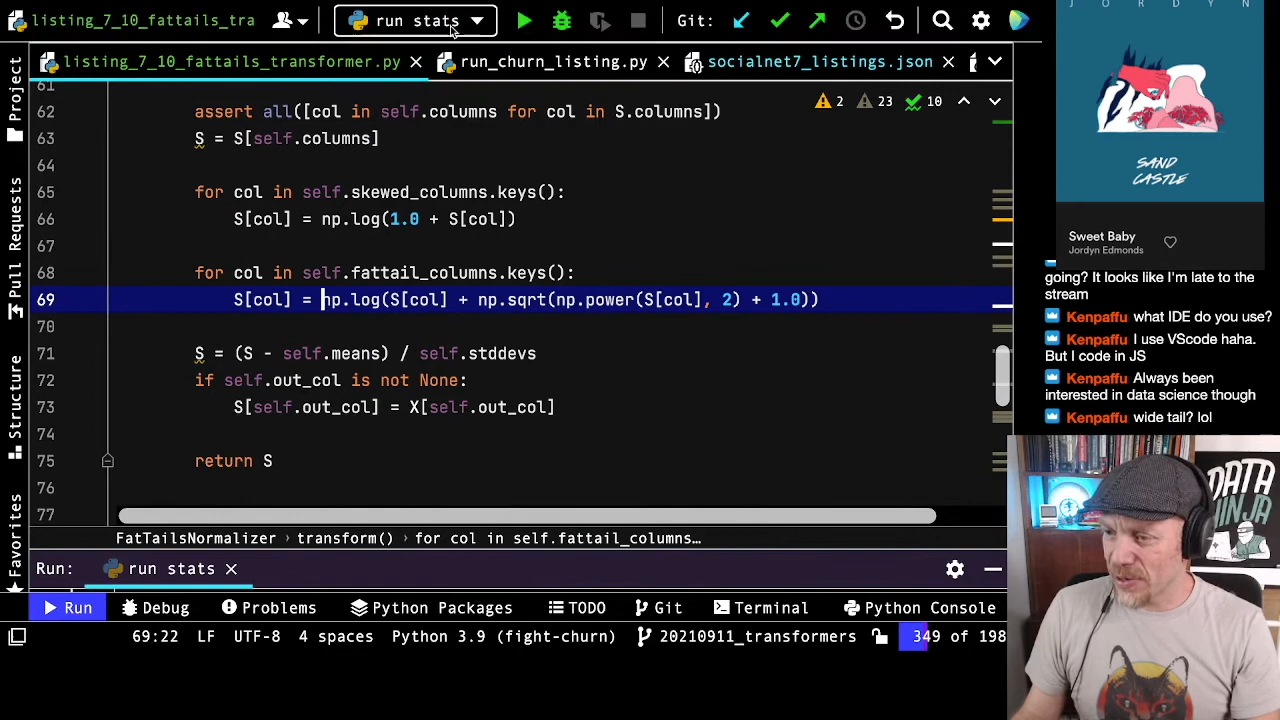 listing_7_10_fattails_tra
run stats
Git:
J O R D Y N
Project
Pull Requests
Structure
Favorites
listing_7_10_fattails_transformer.py
run_churn_listing.py
socialnet7_listings.json
2 23 10
61
62 assert all([col in self.columns for col in S.columns])
63 S = S[self.columns]
64
65 for col in self.skewed_columns.keys():
66 S[col] = np.log(1.0 + S[col])
67
68 for col in self.fattail_columns.keys():
69 S[col] = np.log(S[col] + np.sqrt(np.power(S[col], 2) + 1.0))
70
71 S = (S - self.means) / self.stddevs
72 if self.out_col is not None:
73 S[self.out_col] = X[self.out_col]
74
75 return S
76
77
FatTailsNormalizer > transform() > for col in self.fattail_columns…
Run: run stats
Run Debug Problems Python Packages TODO Git Terminal Python Console
69:22 LF UTF-8 4 spaces Python 3.9 (fight-churn) 20210911_transformers 349 of 198
SAND
CASTLE
Sweet Baby
Jordyn Edmonds
going? It looks like I'm late to the
stream
Kenpaffu what IDE do you use?
Kenpaffu I use VScode haha.
But I code in JS
Kenpaffu Always been
interested in data science though
Kenpaffu wide tail? lol
DATA
NINJA